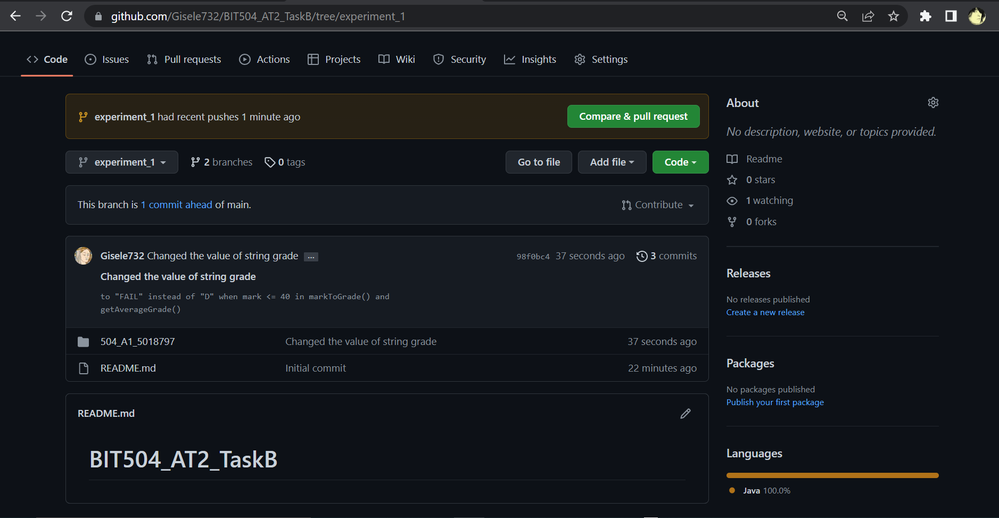 github.com/Gisele732/BIT504_AT2_TaskB/tree/experiment_1
Code Issues Pull requests Actions Projects Wiki Security Insights Settings
experiment_1 had recent pushes 1 minute ago
Compare & pull request
experiment_1 2 branches 0 tags
Go to file Add file Code
This branch is 1 commit ahead of main.
Contribute
Gisele732 Changed the value of string grade ...
98f0bc4 37 seconds ago 3 commits
Changed the value of string grade
to "FAIL" instead of "D" when mark <= 40 in markToGrade() and
getAverageGrade()
504_A1_5018797 Changed the value of string grade 37 seconds ago
README.md Initial commit 22 minutes ago
README.md
BIT504_AT2_TaskB
About
No description, website, or topics provided.
Readme
0 stars
1 watching
0 forks
Releases
No releases published
Create a new release
Packages
No packages published
Publish your first package
Languages
Java 100.0%